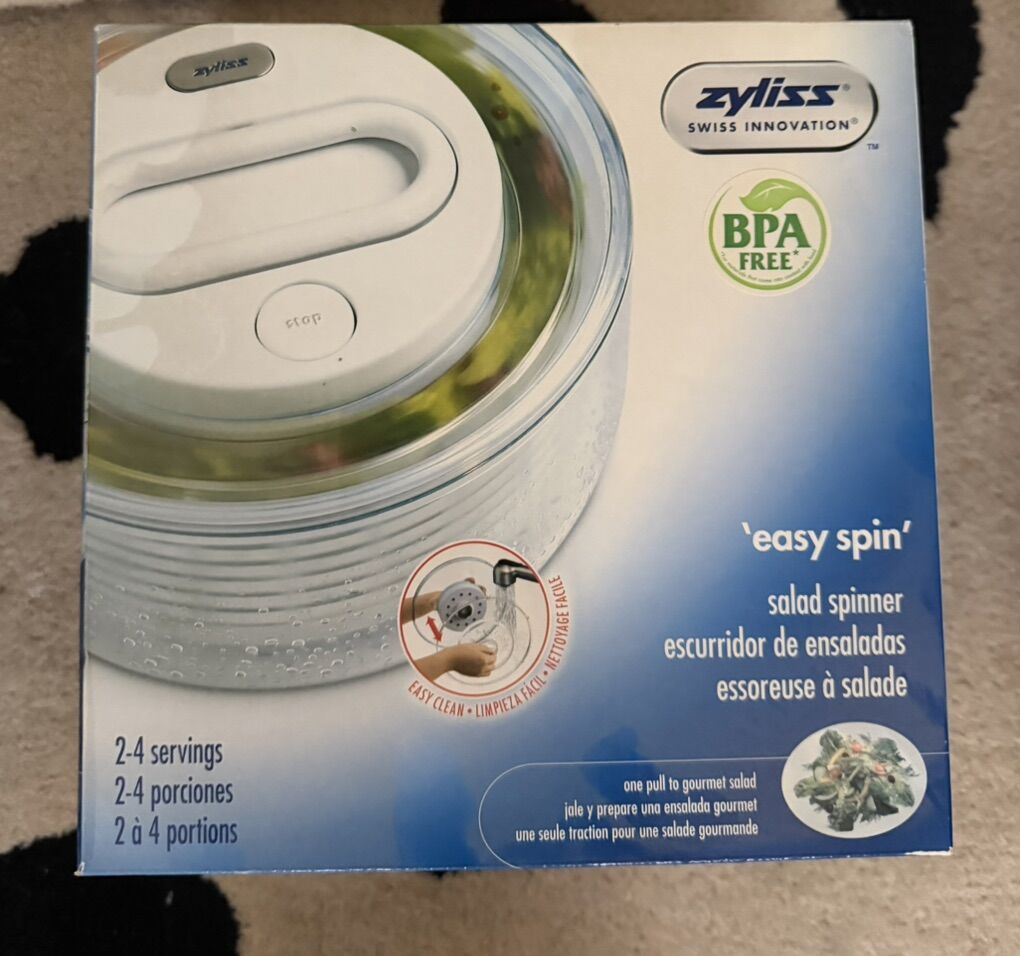 zyliss
zyliss®
SWISS INNOVATION®
TM
BPA
FREE*
stop
'easy spin'
salad spinner
escurridor de ensaladas
essoreuse à salade
EASY CLEAN • LIMPIEZA FÁCIL • NETTOYAGE FACILE
2-4 servings
2-4 porciones
2 à 4 portions
one pull to gourmet salad
jale y prepare una ensalada gourmet
une seule traction pour une salade gourmande